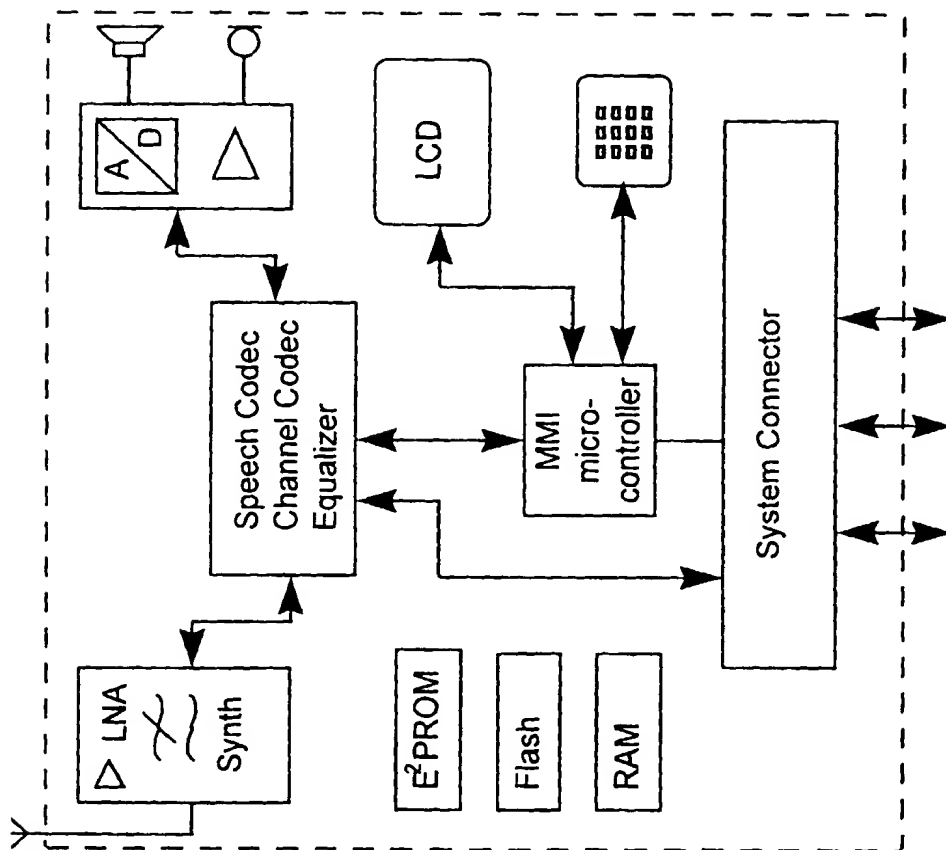 LNA
Synth
Speech Codec
Channel Codec
Equalizer
A
D
E²PROM
Flash
RAM
MMI
micro-
controller
LCD
System Connector